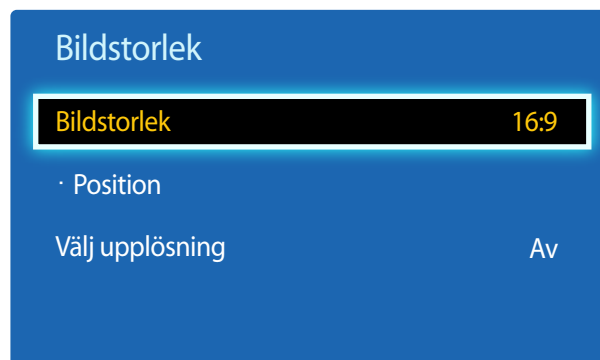 Bildstorlek
Bildstorlek 16:9
· Position
Välj upplösning Av